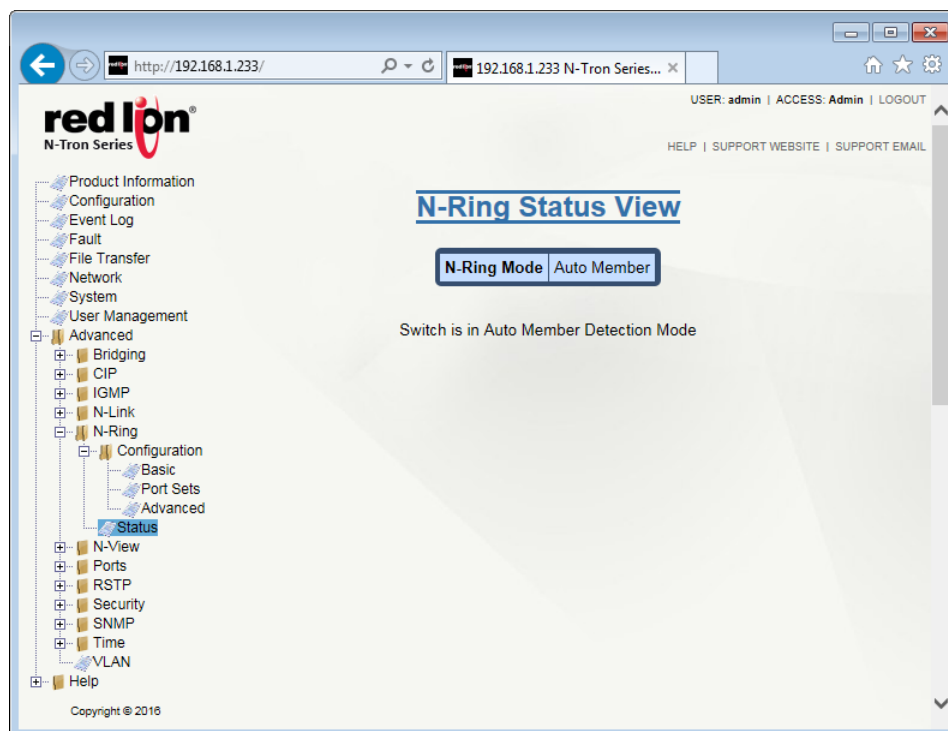 http://192.168.1.233/
192.168.1.233 N-Tron Series...
USER: admin | ACCESS: Admin | LOGOUT
red lion®
N-Tron Series
HELP | SUPPORT WEBSITE | SUPPORT EMAIL
Product Information
Configuration
Event Log
Fault
File Transfer
Network
System
User Management
Advanced
Bridging
CIP
IGMP
N-Link
N-Ring
Configuration
Basic
Port Sets
Advanced
Status
N-View
Ports
RSTP
Security
SNMP
Time
VLAN
Help
Copyright © 2016
N-Ring Status View
N-Ring Mode Auto Member
Switch is in Auto Member Detection Mode